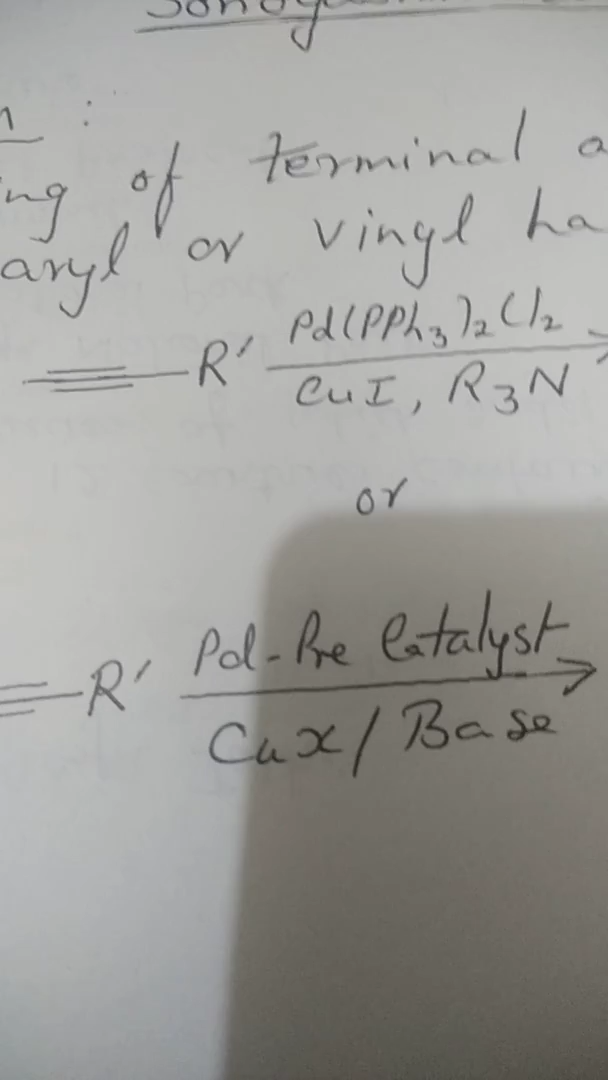 :
ng of terminal a
aryl or vinyl ha
≡—R′ Pd(PPh₃)₂Cl₂
CuI, R₃N
or
≡—R′ Pd-Pre Catalyst
CuX / Base